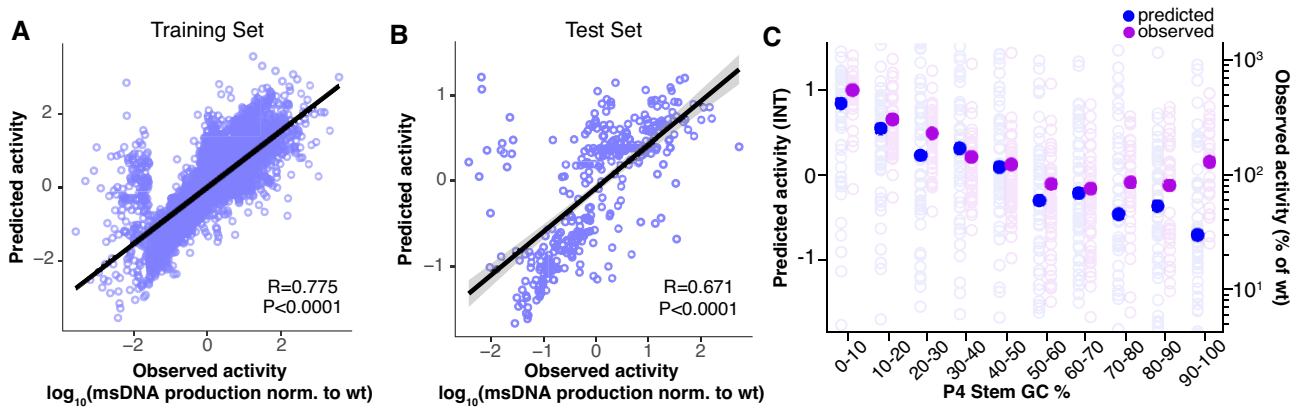 A
Training Set
Predicted activity
2
0
−2
−2
0
2
R=0.775
P<0.0001
Observed activity
log10(msDNA production norm. to wt)
B
Test Set
Predicted activity
1
0
−1
−2
−1
0
1
2
R=0.671
P<0.0001
Observed activity
log10(msDNA production norm. to wt)
C
predicted
observed
Predicted activity (INT)
1
0
-1
Observed activity (% of wt)
10³
10²
10¹
0-10
10-20
20-30
30-40
40-50
50-60
60-70
70-80
80-90
90-100
P4 Stem GC %